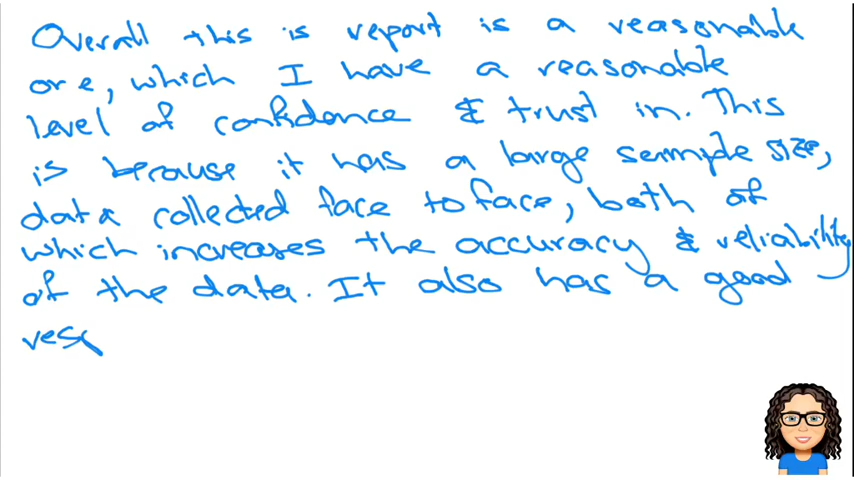 Overall this is report is a reasonable
one, which I have a reasonable
level of confidence & trust in. This
is because it has a large sample size,
data collected face to face, both of
which increases the accuracy & reliability
of the data. It also has a good
res